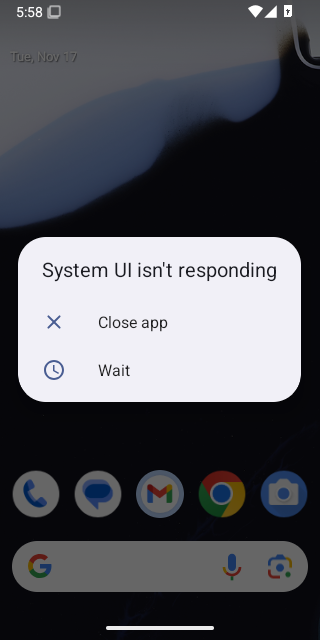 5:58
Tue, Nov 17
System UI isn't responding
Close app
Wait